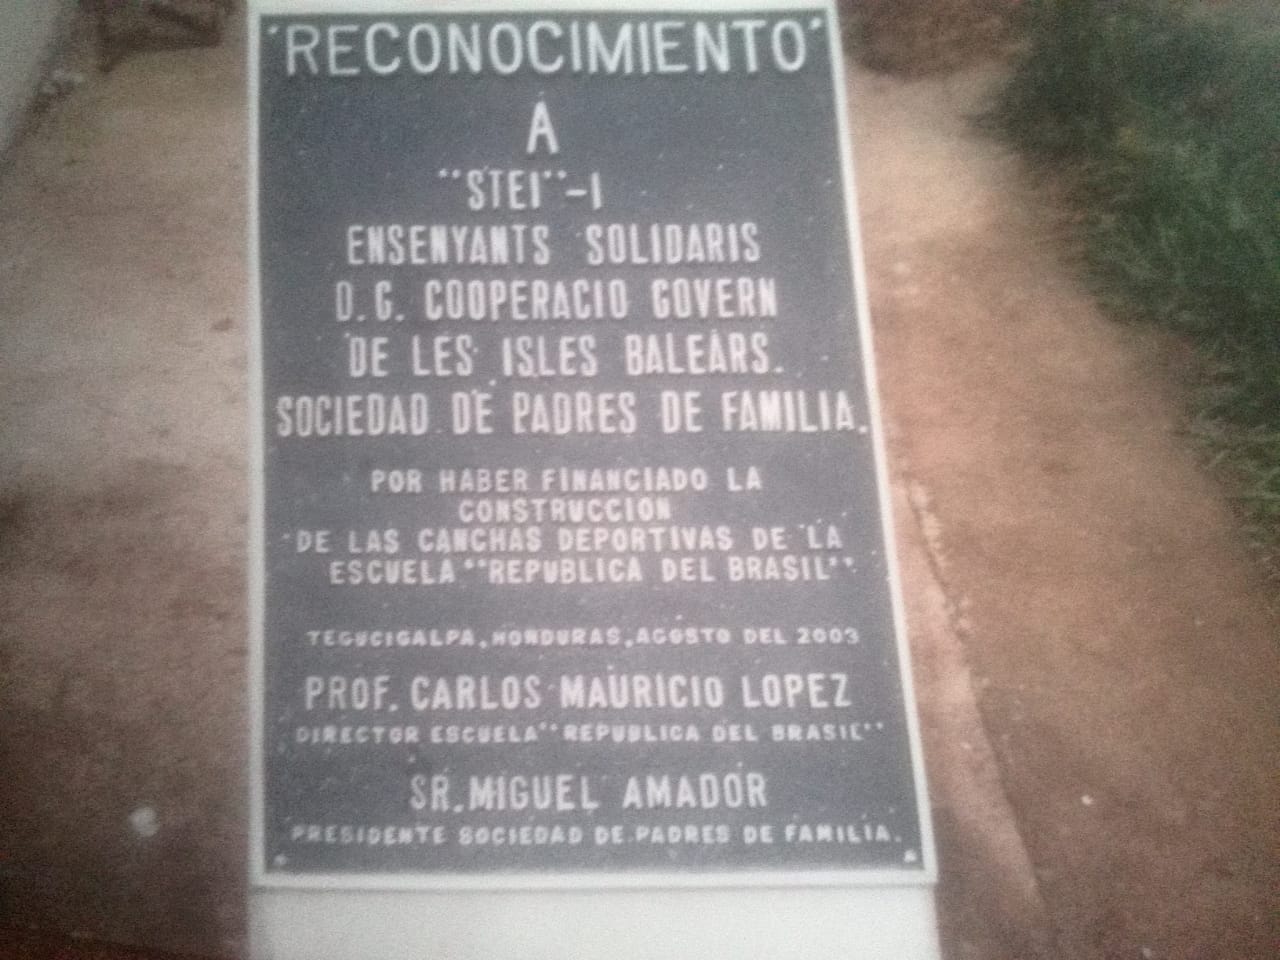 "RECONOCIMIENTO"
A
"STEI"-I
ENSENYANTS SOLIDARIS
D.G. COOPERACIO GOVERN
DE LES ISLES BALEARS.
SOCIEDAD DE PADRES DE FAMILIA.
POR HABER FINANCIADO LA
CONSTRUCCION
DE LAS CANCHAS DEPORTIVAS DE LA
ESCUELA "REPUBLICA DEL BRASIL".
TEGUCIGALPA, HONDURAS, AGOSTO DEL 2003
PROF. CARLOS MAURICIO LOPEZ
DIRECTOR ESCUELA "REPUBLICA DEL BRASIL"
SR. MIGUEL AMADOR
PRESIDENTE SOCIEDAD DE PADRES DE FAMILIA.